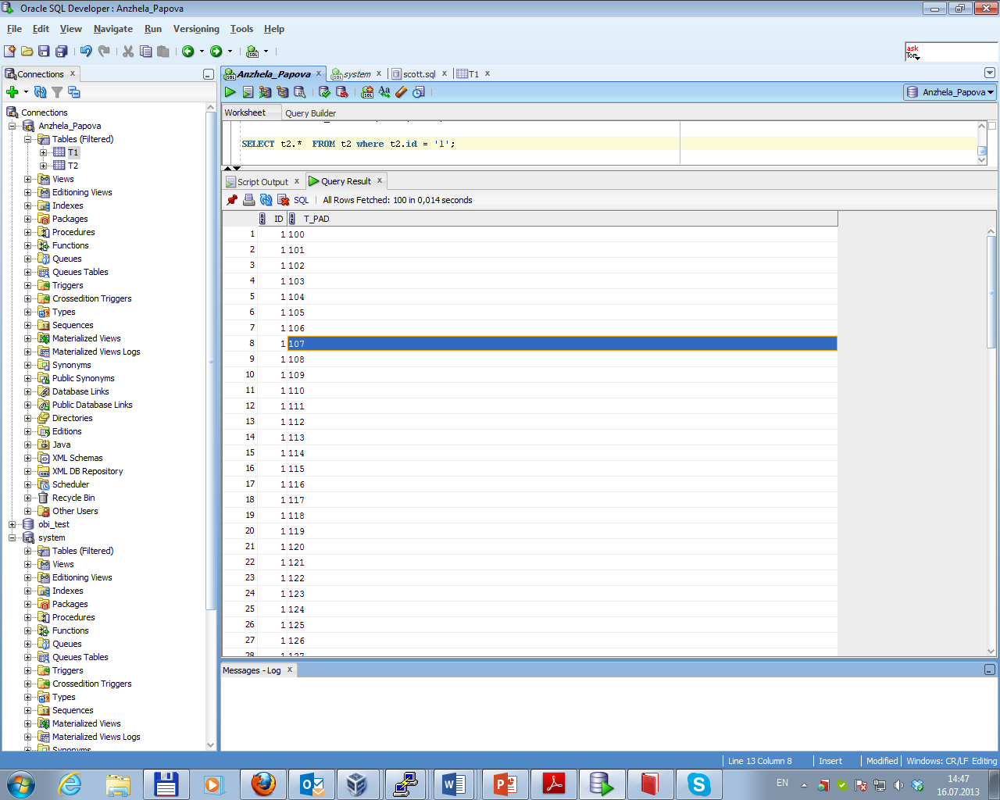 Oracle SQL Developer : Anzhela_Papova
File Edit View Navigate Run Versioning Tools Help
ask
Tom
Connections
Connections
Anzhela_Papova
Tables (Filtered)
T1
T2
Views
Editioning Views
Indexes
Packages
Procedures
Functions
Queues
Queues Tables
Triggers
Crossedition Triggers
Types
Sequences
Materialized Views
Materialized Views Logs
Synonyms
Public Synonyms
Database Links
Public Database Links
Directories
Editions
Java
XML Schemas
XML DB Repository
Scheduler
Recycle Bin
Other Users
obi_test
system
Tables (Filtered)
Views
Editioning Views
Indexes
Packages
Procedures
Functions
Queues
Queues Tables
Triggers
Crossedition Triggers
Types
Sequences
Materialized Views
Materialized Views Logs
Synonyms
Anzhela_Papova system scott.sql T1
Anzhela_Papova
Worksheet Query Builder
SELECT t2.* FROM t2 where t2.id = '1';
Script Output Query Result
SQL All Rows Fetched: 100 in 0,014 seconds
ID T_PAD
1 1 100
2 1 101
3 1 102
4 1 103
5 1 104
6 1 105
7 1 106
8 1 107
9 1 108
10 1 109
11 1 110
12 1 111
13 1 112
14 1 113
15 1 114
16 1 115
17 1 116
18 1 117
19 1 118
20 1 119
21 1 120
22 1 121
23 1 122
24 1 123
25 1 124
26 1 125
27 1 126
28 1 127
Messages - Log
Line 13 Column 8 Insert Modified Windows: CR/LF Editing
EN
14:47
16.07.2013